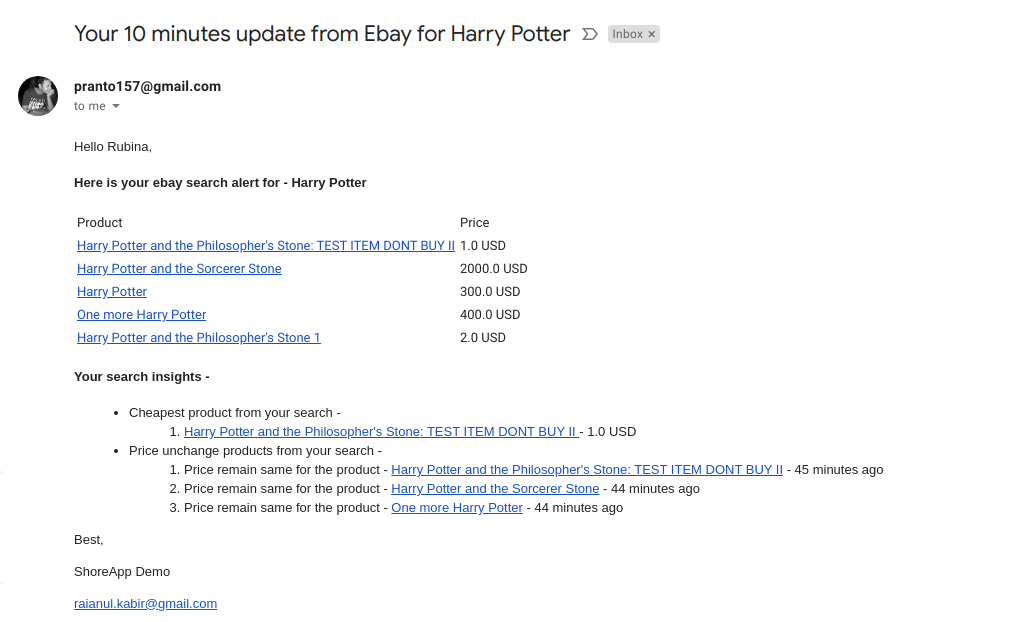 Your 10 minutes update from Ebay for Harry Potter Inbox ×
pranto157@gmail.com
to me
Hello Rubina,
Here is your ebay search alert for - Harry Potter
Product Price
Harry Potter and the Philosopher's Stone: TEST ITEM DONT BUY II 1.0 USD
Harry Potter and the Sorcerer Stone 2000.0 USD
Harry Potter 300.0 USD
One more Harry Potter 400.0 USD
Harry Potter and the Philosopher's Stone 1 2.0 USD
Your search insights -
• Cheapest product from your search -
1. Harry Potter and the Philosopher's Stone: TEST ITEM DONT BUY II - 1.0 USD
• Price unchange products from your search -
1. Price remain same for the product - Harry Potter and the Philosopher's Stone: TEST ITEM DONT BUY II - 45 minutes ago
2. Price remain same for the product - Harry Potter and the Sorcerer Stone - 44 minutes ago
3. Price remain same for the product - One more Harry Potter - 44 minutes ago
Best,
ShoreApp Demo
raianul.kabir@gmail.com